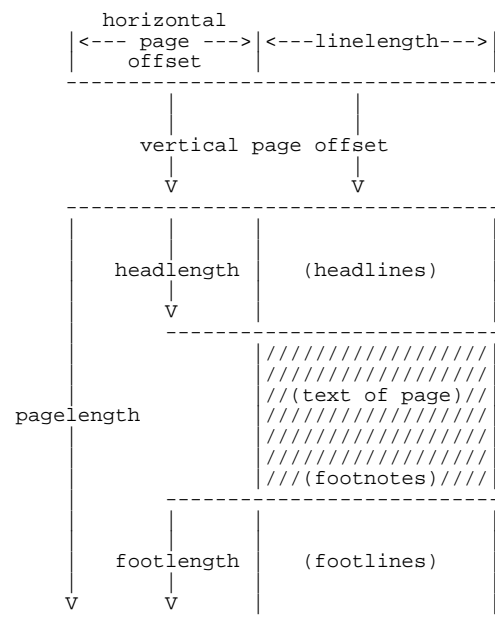 horizontal
|<--- page --->|<---linelength--->|
offset
vertical page offset
V V
headlength (headlines)
V
//////////////////
//////////////////
//(text of page)//
pagelength //////////////////
//////////////////
//////////////////
///(footnotes)////
footlength (footlines)
V V